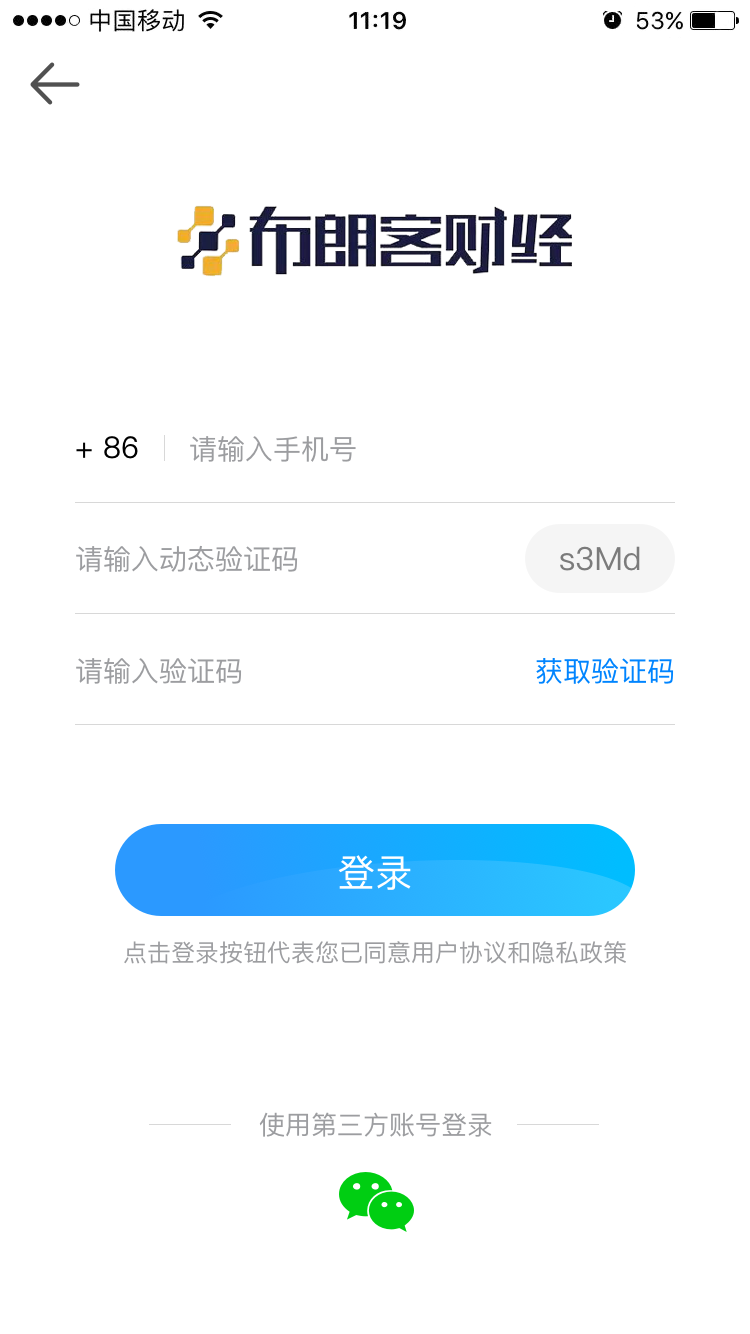 中国移动 11:19 53%
布朗客财经
+ 86 请输入手机号
请输入动态验证码 s3Md
请输入验证码 获取验证码
登录
点击登录按钮代表您已同意用户协议和隐私政策
使用第三方账号登录